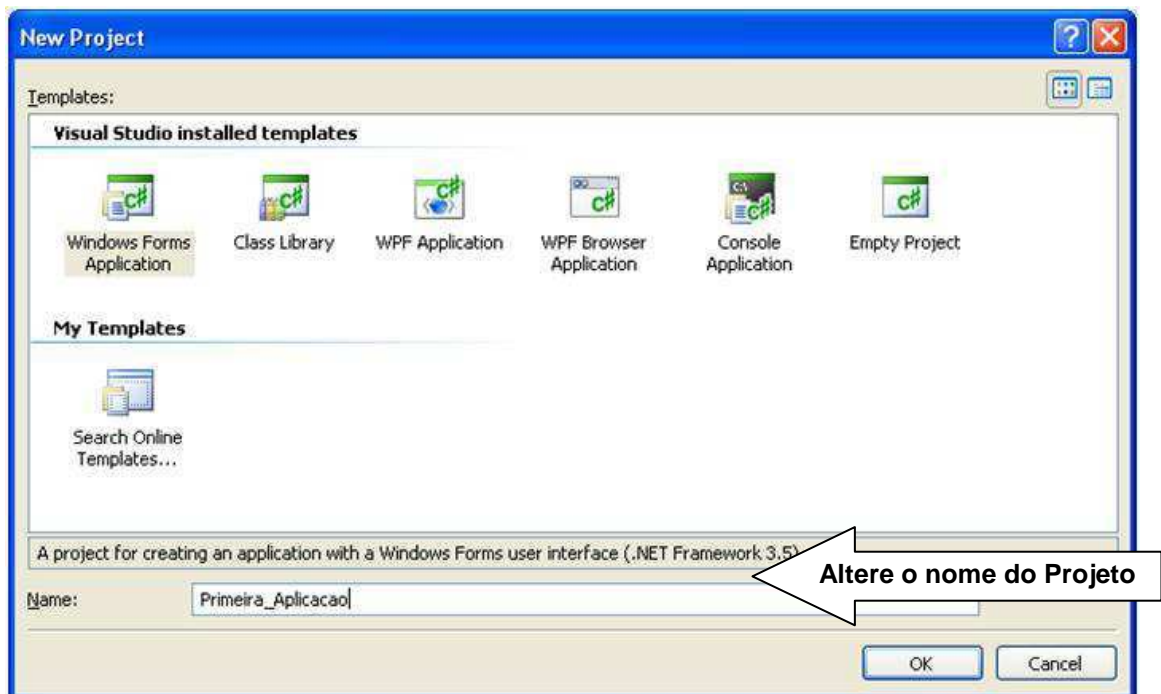 New Project
Templates:
Visual Studio installed templates
Windows Forms
Application
Class Library
WPF Application
WPF Browser
Application
Console
Application
Empty Project
My Templates
Search Online
Templates...
A project for creating an application with a Windows Forms user interface (.NET Framework 3.5)
Altere o nome do Projeto
Name:
Primeira_Aplicacao
OK
Cancel